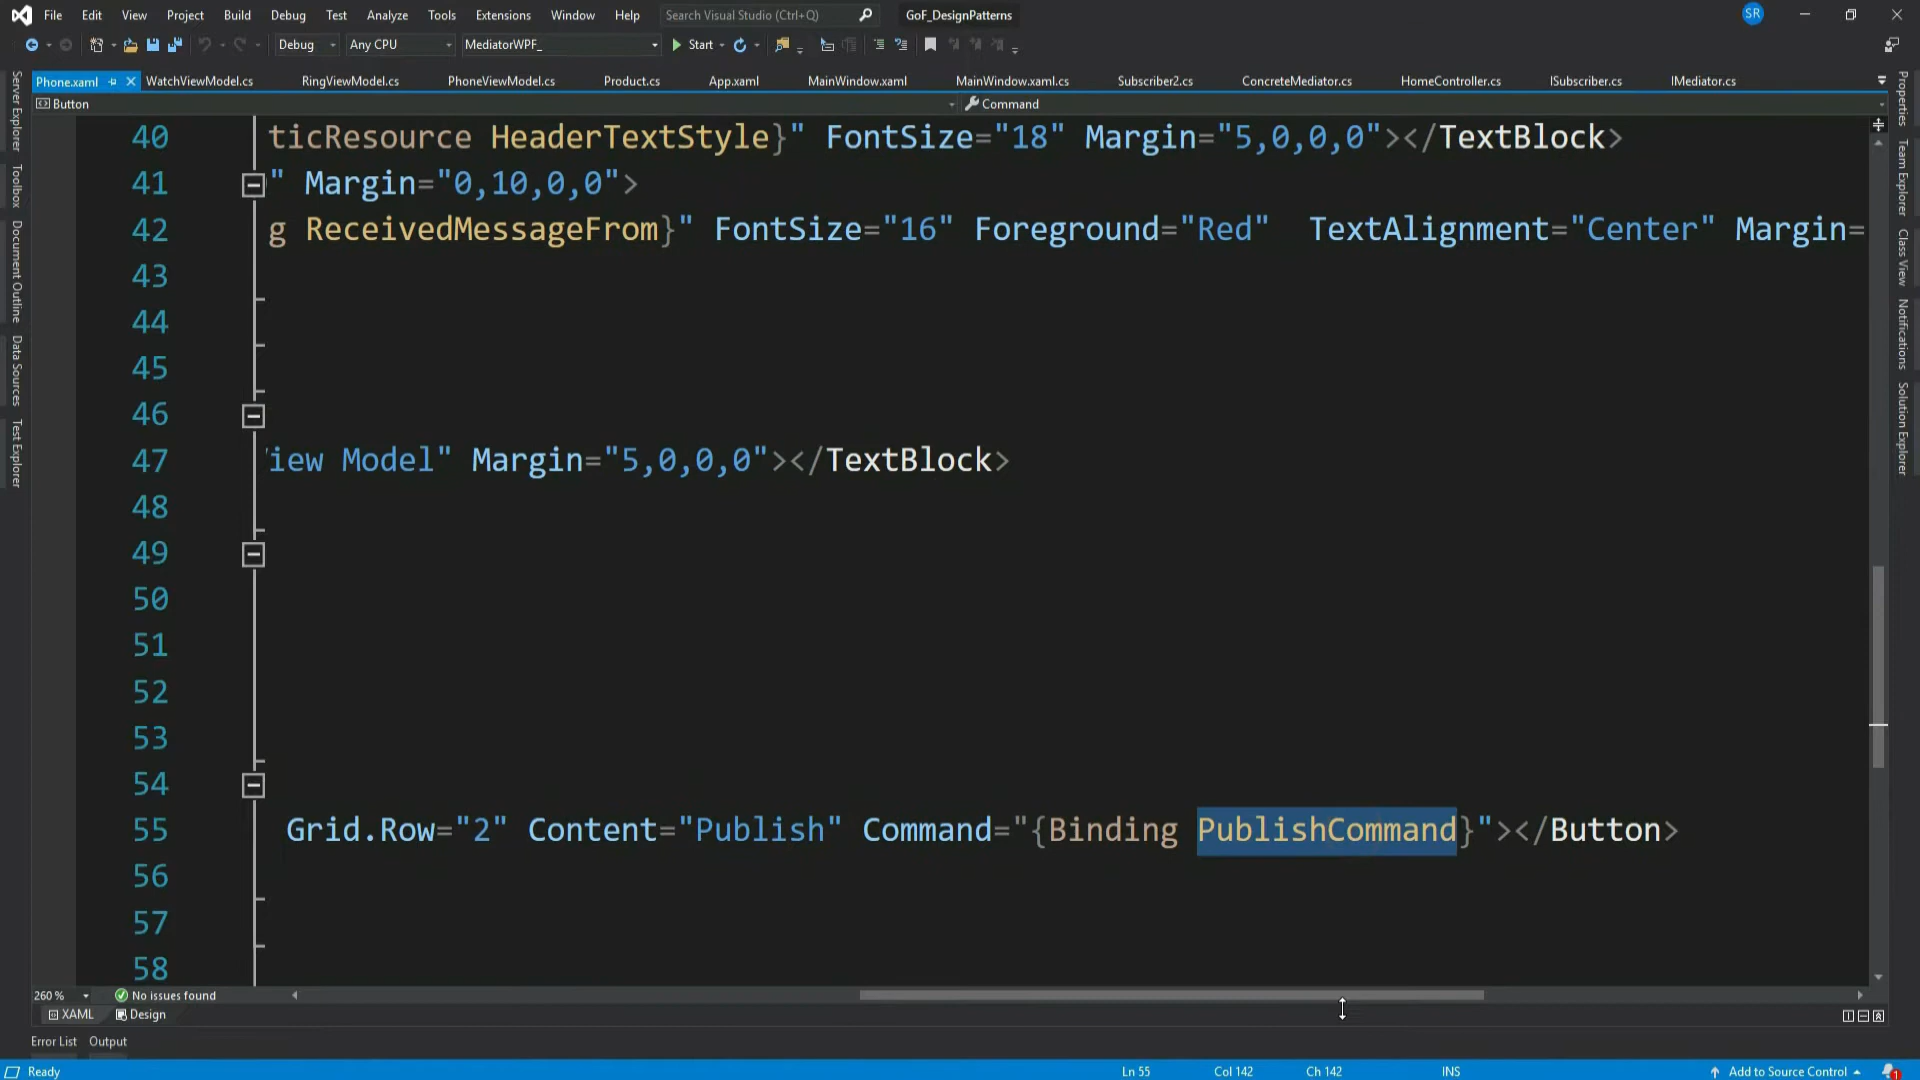 File Edit View Project Build Debug Test Analyze Tools Extensions Window Help Search Visual Studio (Ctrl+Q) GoF_DesignPatterns SR
Debug Any CPU MediatorWPF_ Start
Phone.xaml WatchViewModel.cs RingViewModel.cs PhoneViewModel.cs Product.cs App.xaml MainWindow.xaml MainWindow.xaml.cs Subscriber2.cs ConcreteMediator.cs HomeController.cs ISubscriber.cs IMediator.cs
Button Command
Server Explorer
Toolbox
Document Outline
Data Sources
Test Explorer
40 ticResource HeaderTextStyle}" FontSize="18" Margin="5,0,0,0"></TextBlock>
41 " Margin="0,10,0,0">
42 g ReceivedMessageFrom}" FontSize="16" Foreground="Red" TextAlignment="Center" Margin=
43
44
45
46
47 'iew Model" Margin="5,0,0,0"></TextBlock>
48
49
50
51
52
53
54
55 Grid.Row="2" Content="Publish" Command="{Binding PublishCommand}"></Button>
56
57
58
Properties
Team Explorer
Class View
Notifications
Solution Explorer
260 % No issues found
XAML Design
Error List Output
Ready Ln 55 Col 142 Ch 142 INS Add to Source Control 1